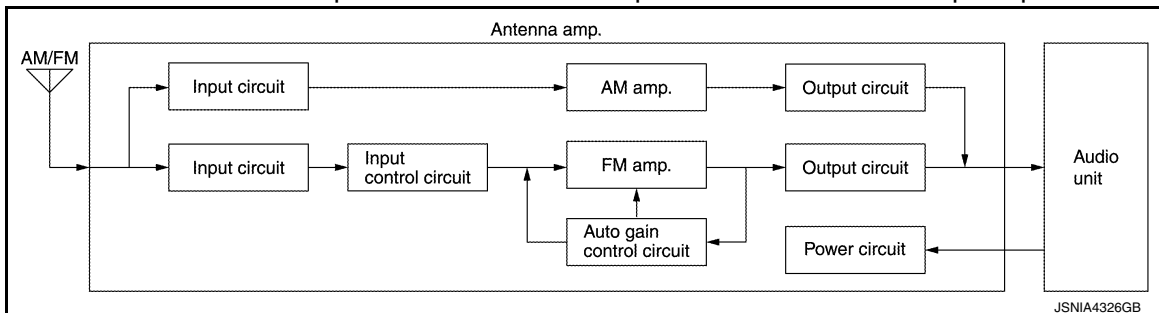 Antenna amp.
AM/FM
Input circuit
AM amp.
Output circuit
Input circuit
Input
control circuit
FM amp.
Output circuit
Audio
unit
Auto gain
control circuit
Power circuit
JSNIA4326GB